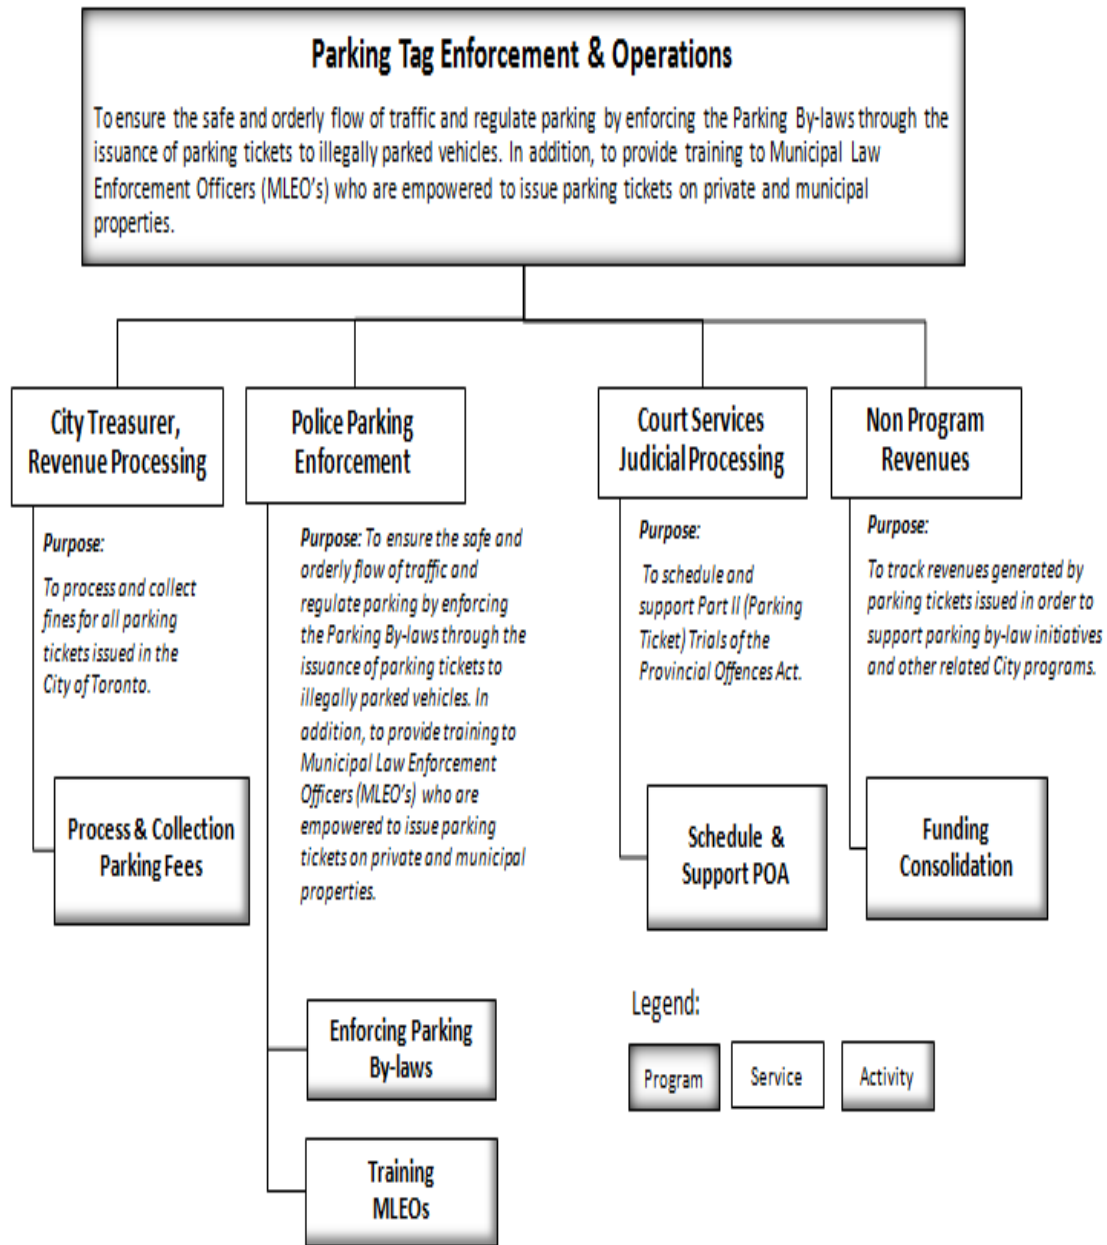 Parking Tag Enforcement & Operations
To ensure the safe and orderly flow of traffic and regulate parking by enforcing the Parking By-laws through the
issuance of parking tickets to illegally parked vehicles. In addition, to provide training to Municipal Law
Enforcement Officers (MLEO's) who are empowered to issue parking tickets on private and municipal
properties.
City Treasurer,
Revenue Processing
Purpose:
To process and collect
fines for all parking
tickets issued in the
City of Toronto.
Process & Collection
Parking Fees
Police Parking
Enforcement
Purpose: To ensure the safe and
orderly flow of traffic and
regulate parking by enforcing
the Parking By-laws through the
issuance of parking tickets to
illegally parked vehicles. In
addition, to provide training to
Municipal Law Enforcement
Officers (MLEO's) who are
empowered to issue parking
tickets on private and municipal
properties.
Enforcing Parking
By-laws
Training
MLEOs
Court Services
Judicial Processing
Purpose:
To schedule and
support Part II (Parking
Ticket) Trials of the
Provincial Offences Act.
Schedule &
Support POA
Non Program
Revenues
Purpose:
To track revenues generated by
parking tickets issued in order to
support parking by-law initiatives
and other related City programs.
Funding
Consolidation
Legend:
Program
Service
Activity